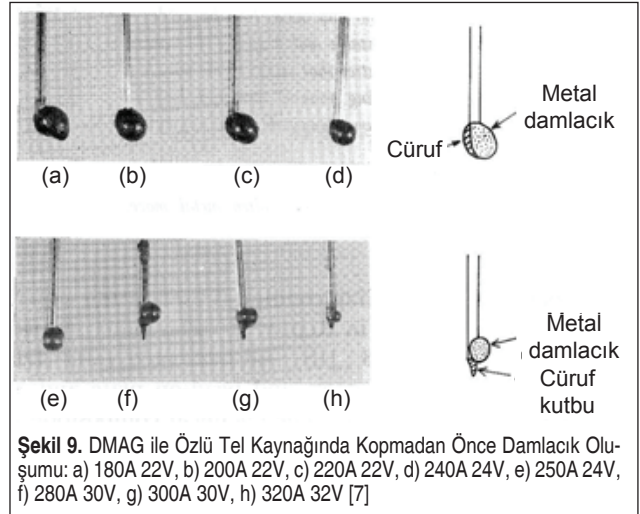 Metal
damlacık
Cüruf
(a) (b) (c) (d)
Metal
damlacık
Cüruf
kutbu
(e) (f) (g) (h)
Şekil 9. DMAG ile Özlü Tel Kaynağında Kopmadan Önce Damlacık Olu-
şumu: a) 180A 22V, b) 200A 22V, c) 220A 22V, d) 240A 24V, e) 250A 24V,
f) 280A 30V, g) 300A 30V, h) 320A 32V [7]